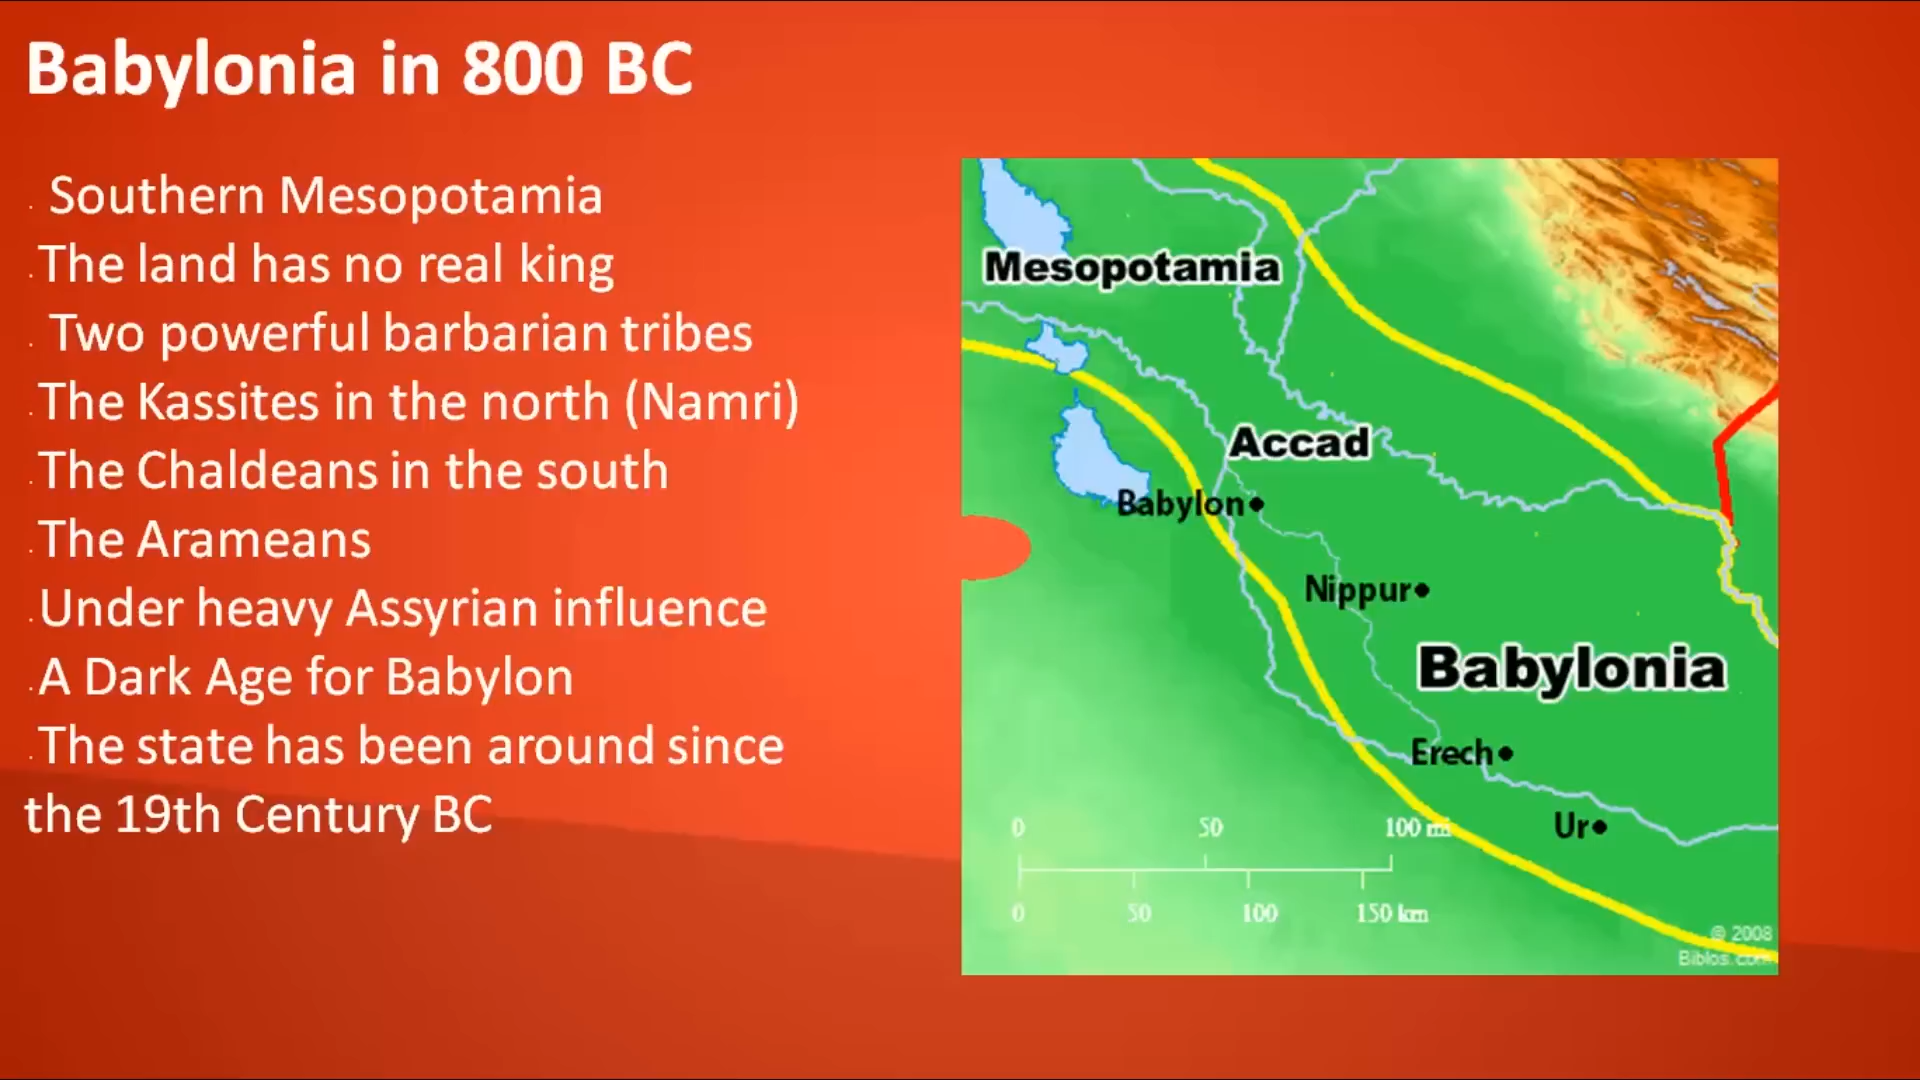 Babylonia in 800 BC
. Southern Mesopotamia
.The land has no real king
. Two powerful barbarian tribes
.The Kassites in the north (Namri)
.The Chaldeans in the south
.The Arameans
.Under heavy Assyrian influence
.A Dark Age for Babylon
.The state has been around since
the 19th Century BC
Mesopotamia
Accad
Babylon
Nippur
Babylonia
Erech
Ur
0 50 100 mi
0 50 100 150 km
© 2008
Biblos.com